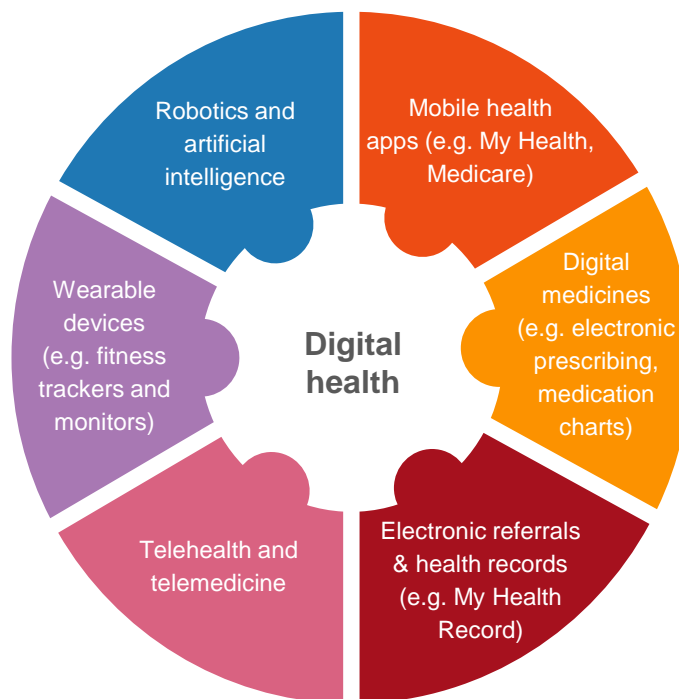 Robotics and
artificial
intelligence
Mobile health
apps (e.g. My Health,
Medicare)
Digital
medicines
(e.g. electronic
prescribing,
medication
charts)
Electronic referrals
& health records
(e.g. My Health
Record)
Telehealth and
telemedicine
Wearable
devices
(e.g. fitness
trackers and
monitors)
Digital
health